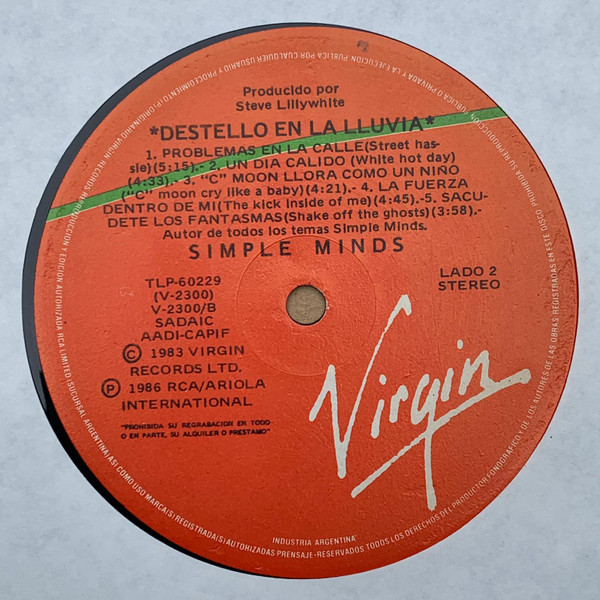 Producido por
Steve Lillywhite
*DESTELLO EN LA LLUVIA*
1. PROBLEMAS EN LA CALLE(Street has-
sie)(5:15).- 2. UN DIA CALIDO (White hot day)
(4:33).- 3. "C" MOON LLORA COMO UN NIÑO
("C" moon cry like a baby)(4:21).- 4. LA FUERZA
DENTRO DE MI(The kick inside of me)(4:45).-5. SACU-
DETE LOS FANTASMAS(Shake off the ghosts)(3:58).-
Autor de todos los temas Simple Minds.
SIMPLE MINDS
TLP-60229
(V-2300)
V-2300/B
SADAIC
AADI-CAPIF
© 1983 VIRGIN
RECORDS LTD.
Ⓟ 1986 RCA/ARIOLA
INTERNATIONAL
"PROHIBIDA SU REGRABACION EN TODO
O EN PARTE, SU ALQUILER O PRESTAMO"
LADO 2
STEREO
Virgin
INDUSTRIA ARGENTINA